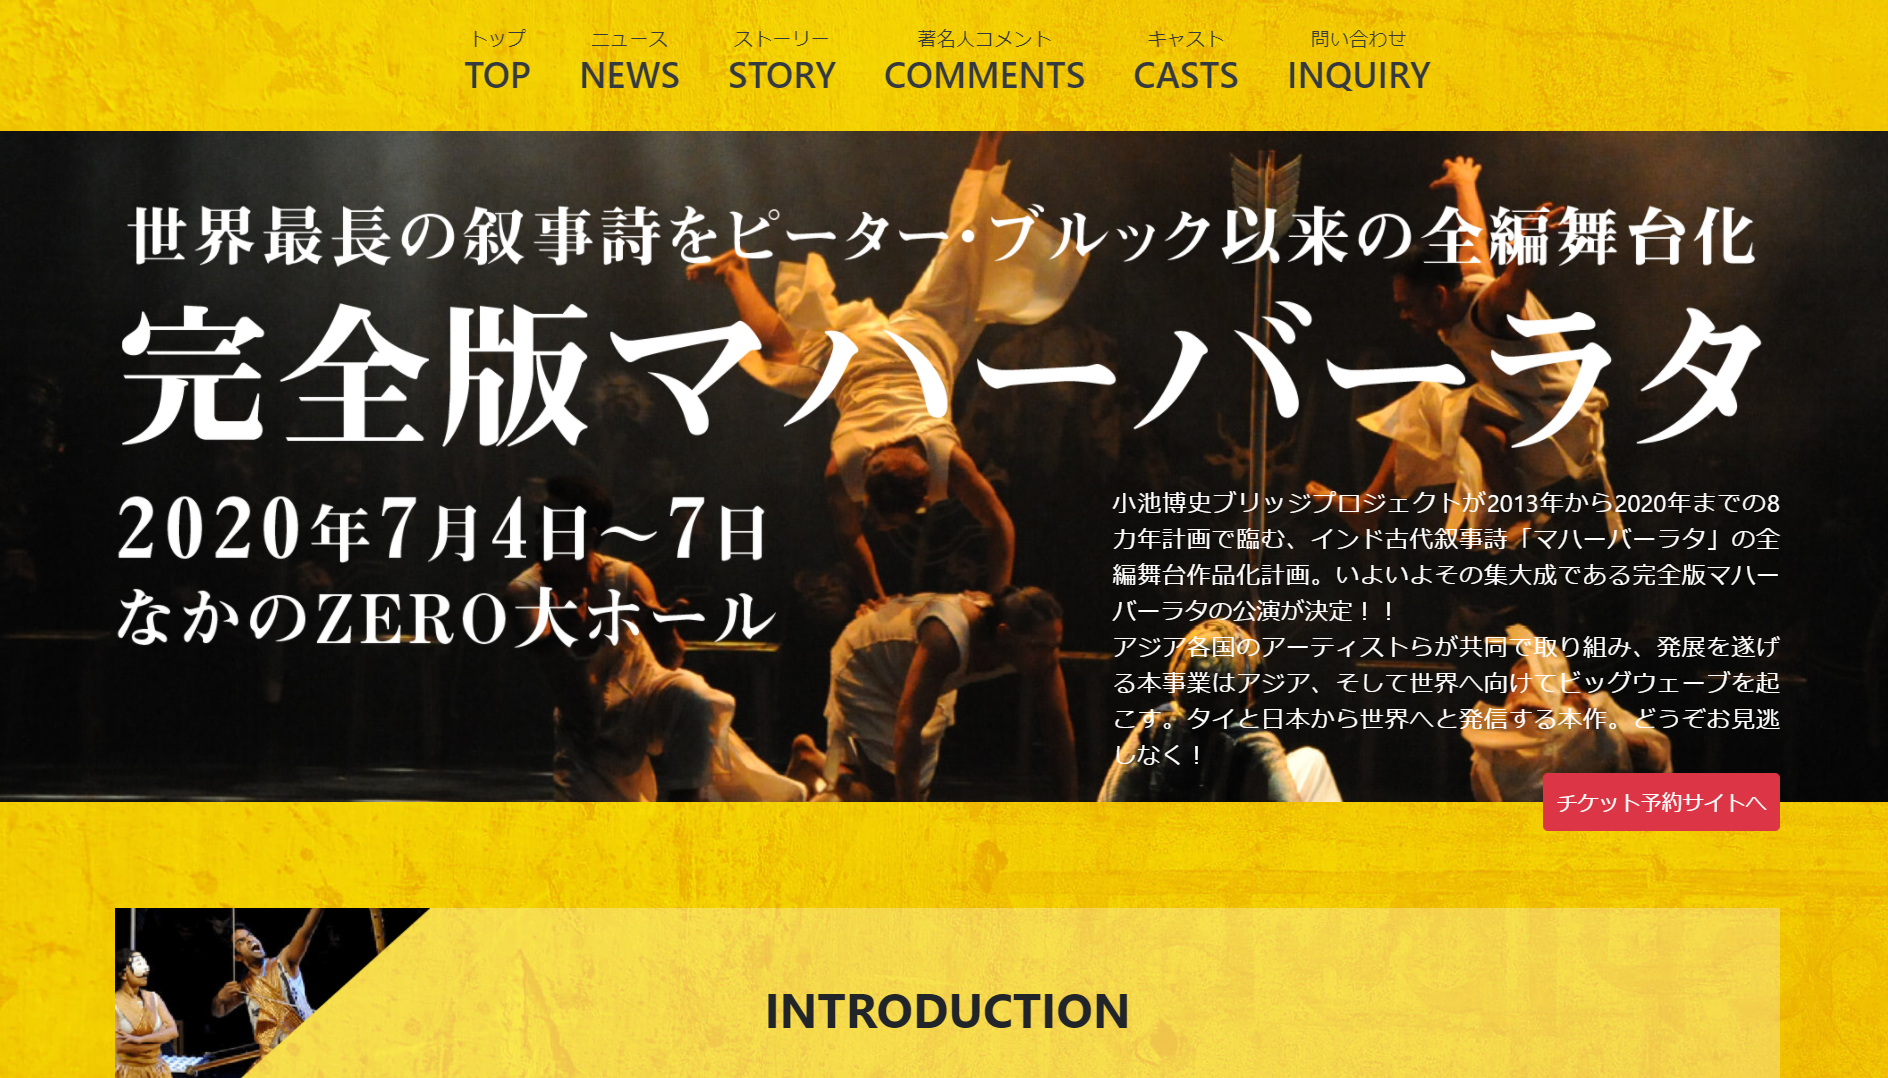 トップ
TOP
ニュース
NEWS
ストーリー
STORY
著名人コメント
COMMENTS
キャスト
CASTS
問い合わせ
INQUIRY
世界最長の叙事詩をピーター・ブルック以来の全編舞台化
完全版マハーバーラタ
2020年7月4日〜7日
なかのZERO大ホール
小池博史ブリッジプロジェクトが2013年から2020年までの8
カ年計画で臨む、インド古代叙事詩「マハーバーラタ」の全
編舞台作品化計画。いよいよその集大成である完全版マハー
バーラタの公演が決定！！
アジア各国のアーティストらが共同で取り組み、発展を遂げ
る本事業はアジア、そして世界へ向けてビッグウェーブを起
こす。タイと日本から世界へと発信する本作。どうぞお見逃
しなく！
チケット予約サイトへ
INTRODUCTION